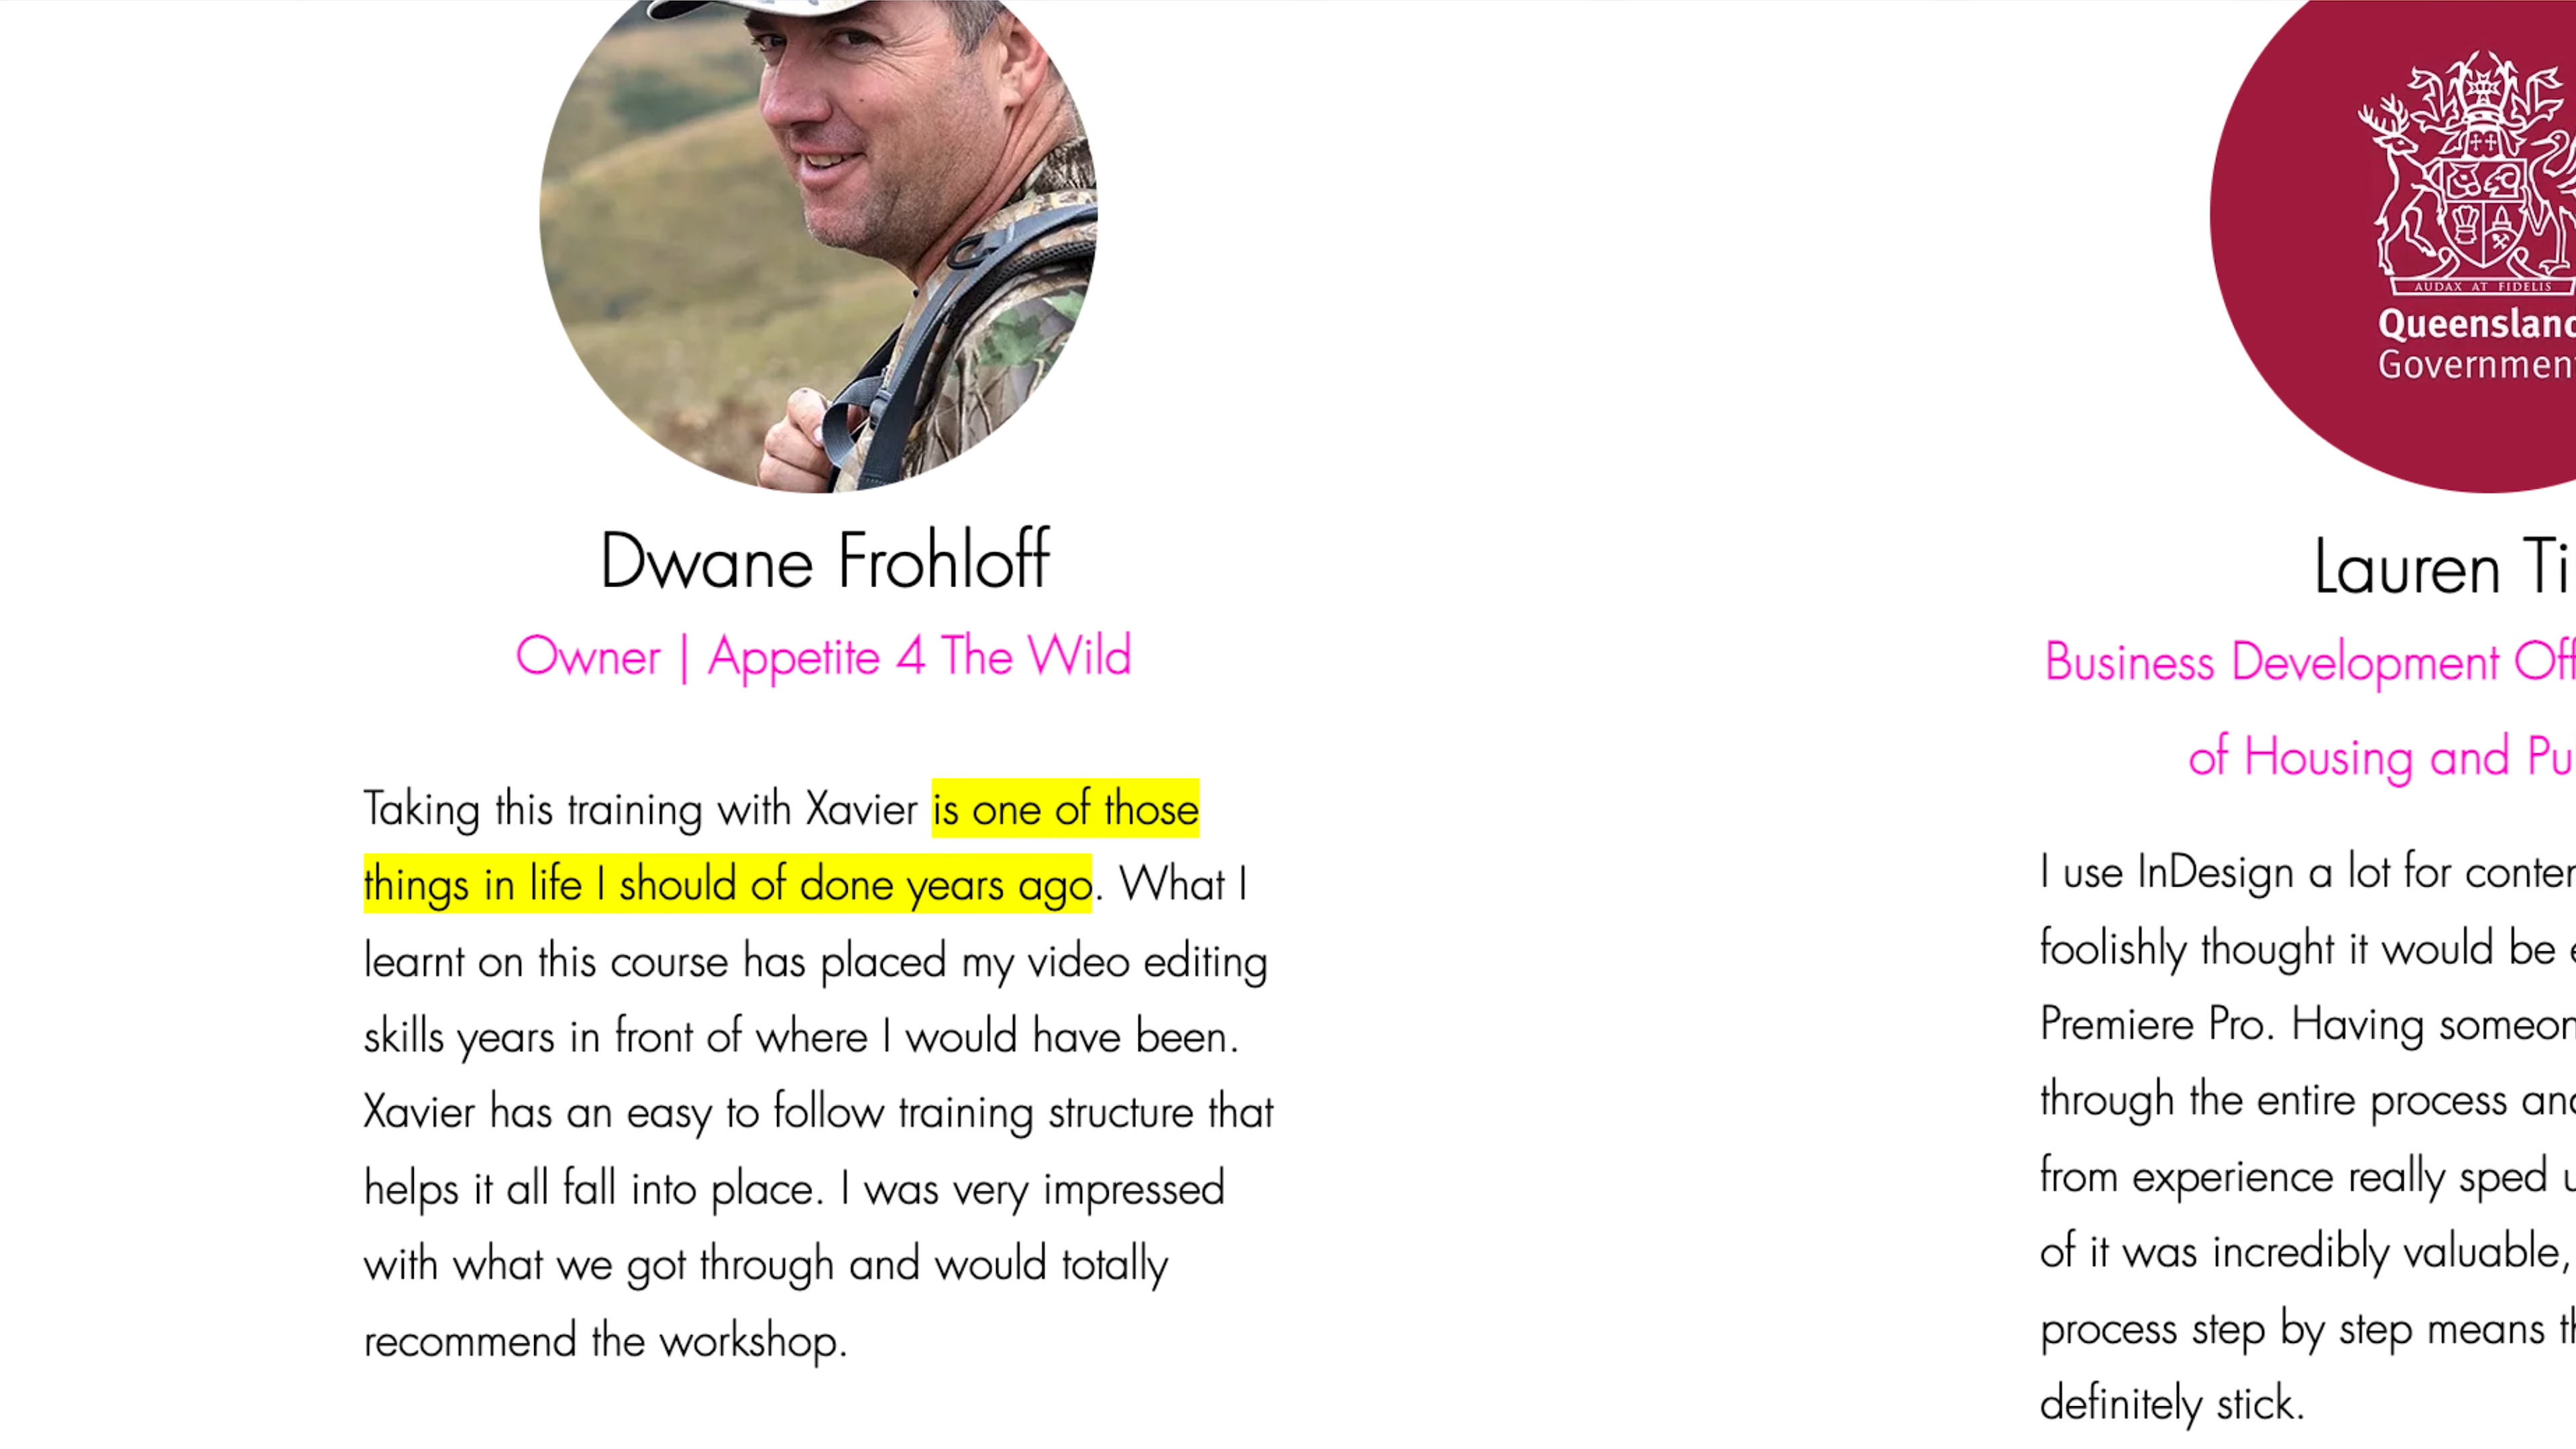 Dwane Frohloff
Owner | Appetite 4 The Wild
Taking this training with Xavier is one of those
things in life I should of done years ago. What I
learnt on this course has placed my video editing
skills years in front of where I would have been.
Xavier has an easy to follow training structure that
helps it all fall into place. I was very impressed
with what we got through and would totally
recommend the workshop.
AUDAX AT FIDELIS
Queensland
Government
Lauren
Business Development
of Housing and
I use InDesign a lot for
foolishly thought it would be
Premiere Pro. Having
through the entire process
from experience really sped
of it was incredibly valuable,
process step by step means
definitely stick.